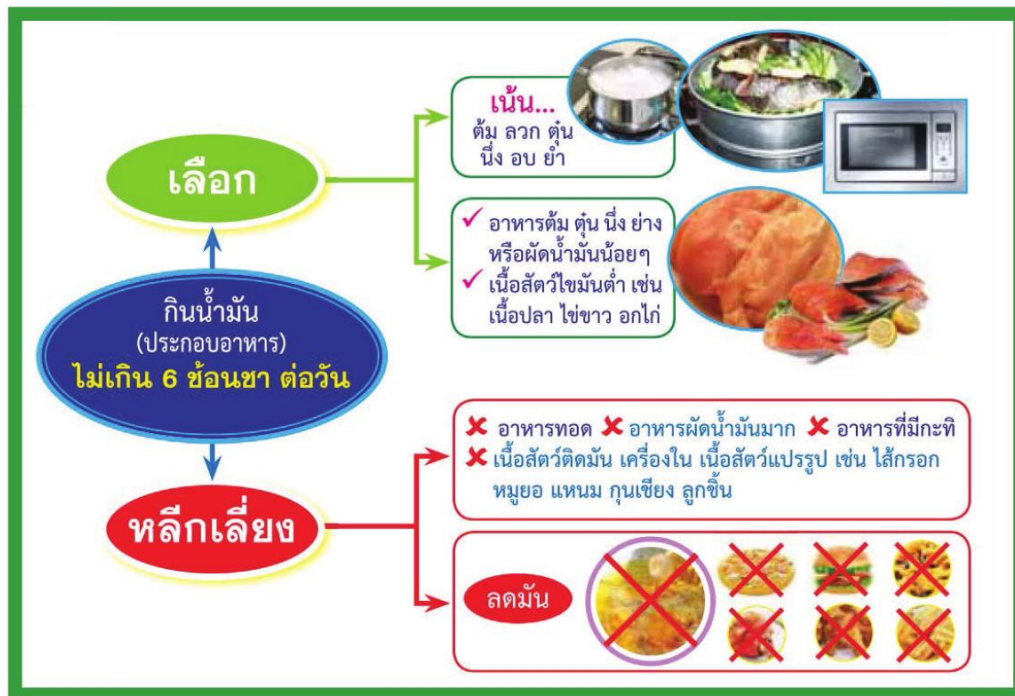 เลือก
เน้น...
ต้ม ลวก ตุ๋น
นึ่ง อบ ยำ
✓ อาหารต้ม ตุ๋น นึ่ง ย่าง
หรือผัดน้ำมันน้อยๆ
✓ เนื้อสัตว์ไขมันต่ำ เช่น
เนื้อปลา ไข่ขาว อกไก่
กินน้ำมัน
(ประกอบอาหาร)
ไม่เกิน 6 ช้อนชา ต่อวัน
หลีกเลี่ยง
✘ อาหารทอด ✘ อาหารผัดน้ำมันมาก ✘ อาหารที่มีกะทิ
✘ เนื้อสัตว์ติดมัน เครื่องใน เนื้อสัตว์แปรรูป เช่น ไส้กรอก
หมูยอ แหนม กุนเชียง ลูกชิ้น
ลดมัน